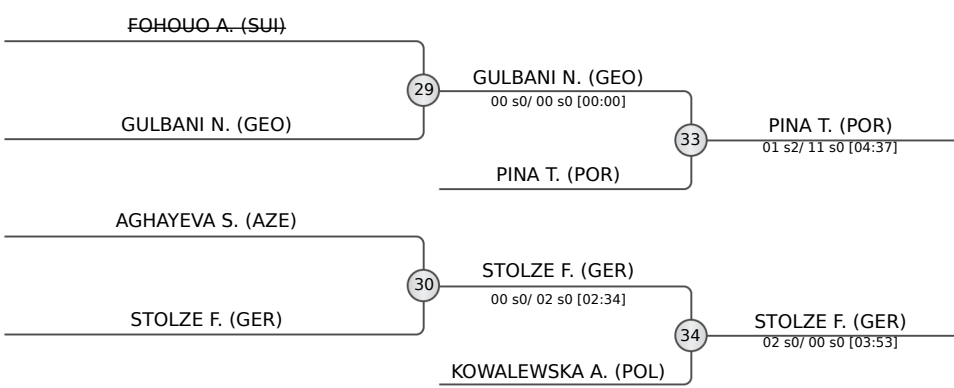 FOHOUO A. (SUI)
29
GULBANI N. (GEO)
00 s0/ 00 s0 [00:00]
GULBANI N. (GEO)
33
PINA T. (POR)
01 s2/ 11 s0 [04:37]
PINA T. (POR)
AGHAYEVA S. (AZE)
30
STOLZE F. (GER)
00 s0/ 02 s0 [02:34]
STOLZE F. (GER)
34
STOLZE F. (GER)
02 s0/ 00 s0 [03:53]
KOWALEWSKA A. (POL)